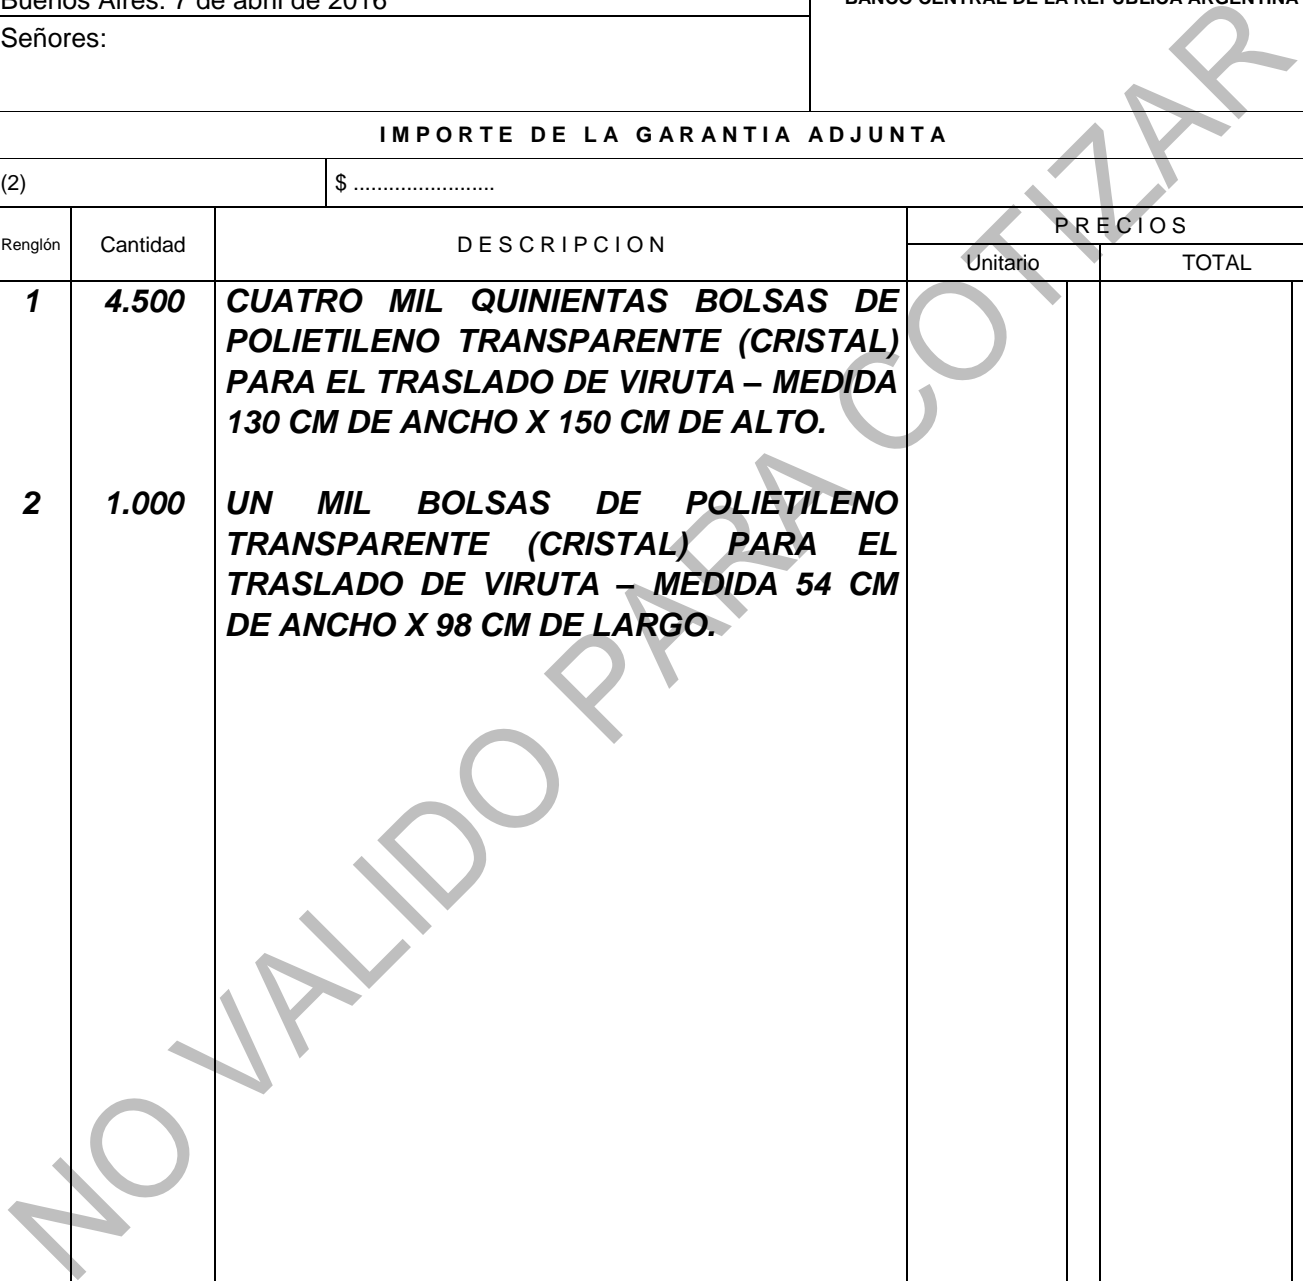 Buenos Aires: 7 de abril de 2016
BANCO CENTRAL DE LA REPUBLICA ARGENTINA
Señores:
IMPORTE DE LA GARANTIA ADJUNTA
(2) $ ........................
Renglón Cantidad DESCRIPCION PRECIOS
Unitario TOTAL
1 4.500 CUATRO MIL QUINIENTAS BOLSAS DE
POLIETILENO TRANSPARENTE (CRISTAL)
PARA EL TRASLADO DE VIRUTA – MEDIDA
130 CM DE ANCHO X 150 CM DE ALTO.
2 1.000 UN MIL BOLSAS DE POLIETILENO
TRANSPARENTE (CRISTAL) PARA EL
TRASLADO DE VIRUTA – MEDIDA 54 CM
DE ANCHO X 98 CM DE LARGO.
NO VALIDO PARA COTIZAR